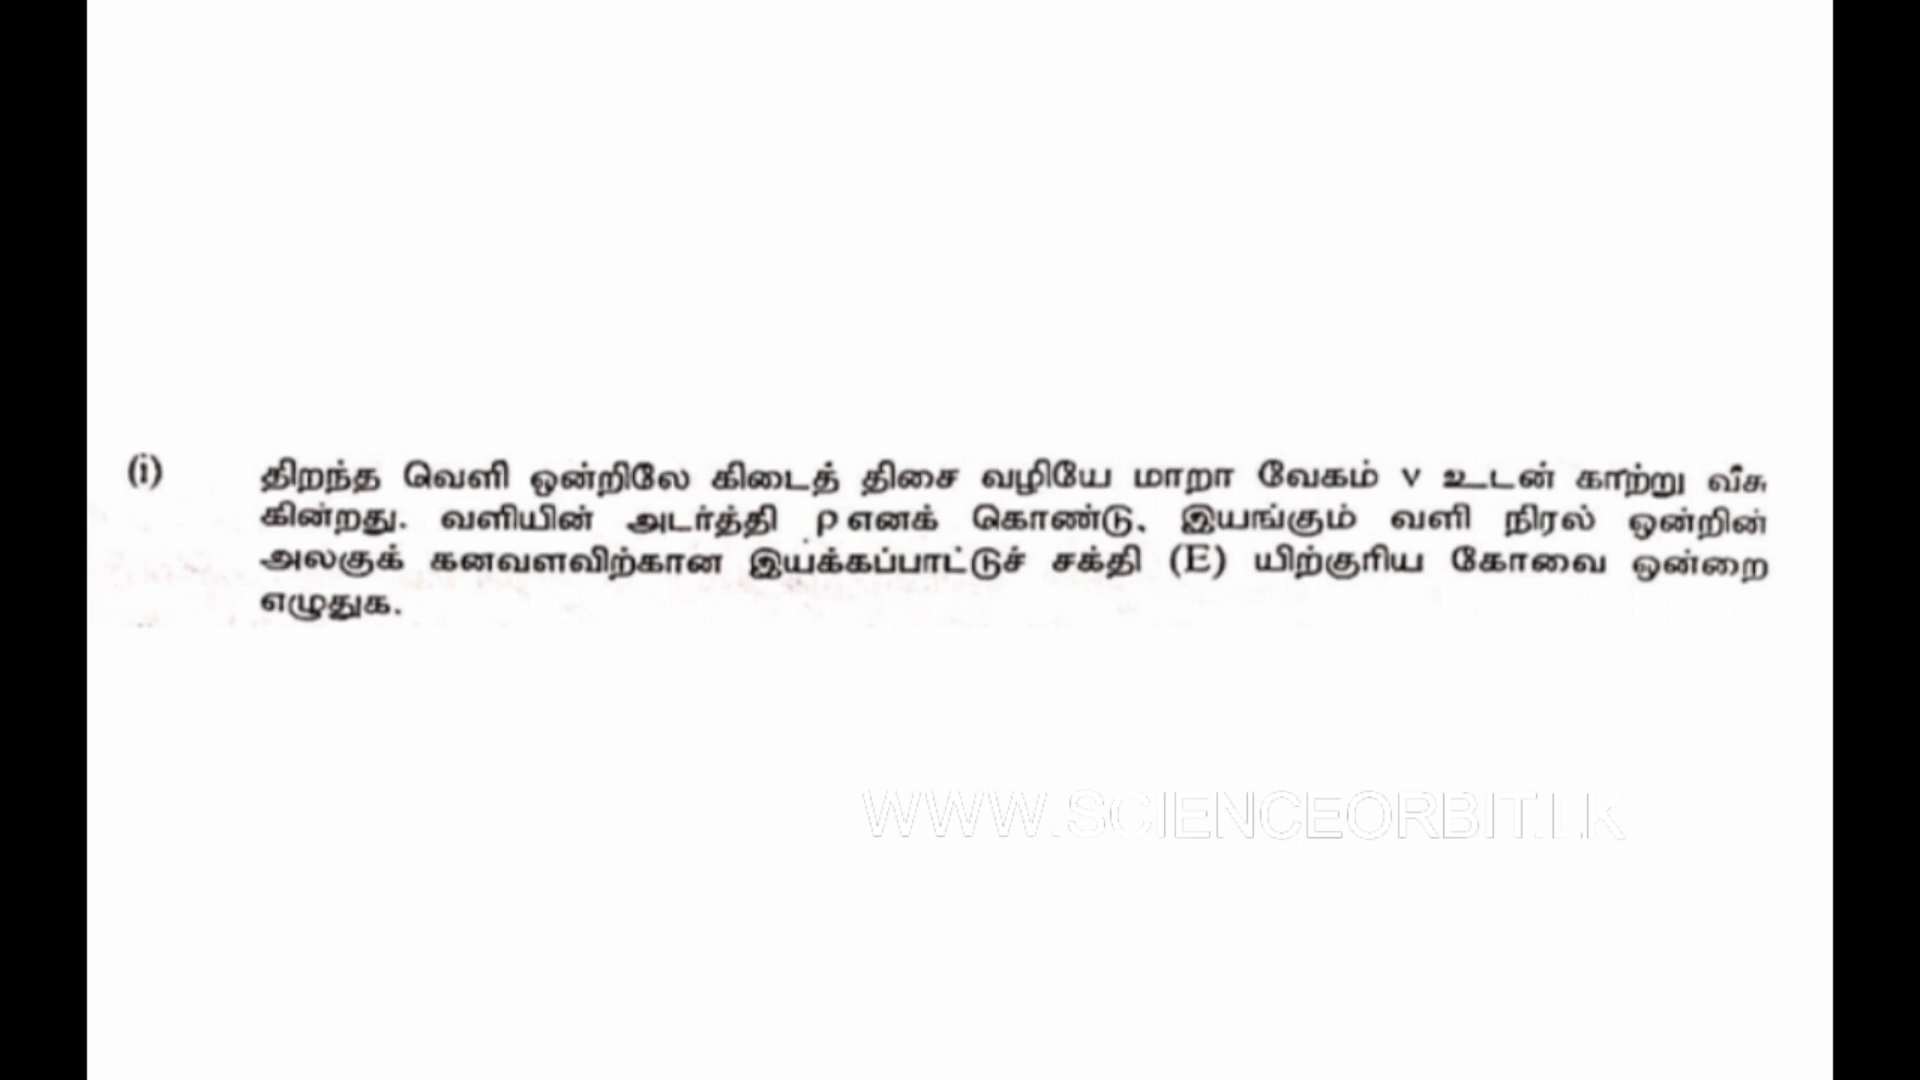 (i) திறந்த வெளி ஒன்றிலே கிடைத் திசை வழியே மாறா வேகம் v உடன் காற்று வீசு
கின்றது. வளியின் அடர்த்தி ρ எனக் கொண்டு, இயங்கும் வளி நிரல் ஒன்றின்
அலகுக் கனவளவிற்கான இயக்கப்பாட்டுச் சக்தி (E) யிற்குரிய கோவை ஒன்றை
எழுதுக.
WWW.SCIENCEORBIT.LK